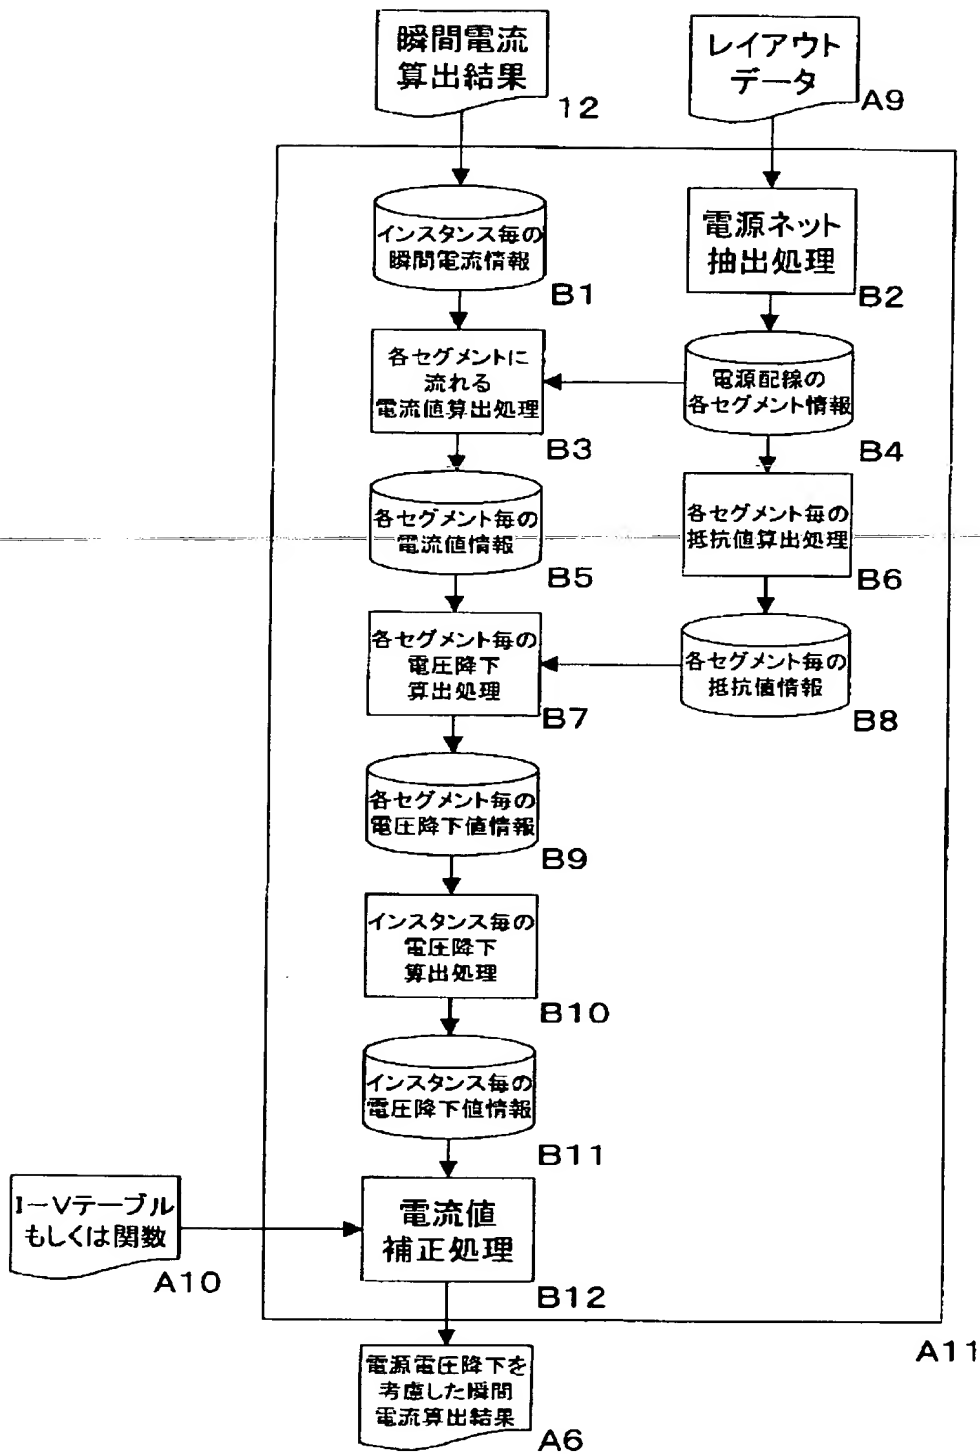 瞬間電流
算出結果
12
レイアウト
データ
A9
インスタンス毎の
瞬間電流情報
B1
電源ネット
抽出処理
B2
各セグメントに
流れる
電流値算出処理
B3
電源配線の
各セグメント情報
B4
各セグメント毎の
電流値情報
B5
各セグメント毎の
抵抗値算出処理
B6
各セグメント毎の
電圧降下
算出処理
B7
各セグメント毎の
抵抗値情報
B8
各セグメント毎の
電圧降下値情報
B9
インスタンス毎の
電圧降下
算出処理
B10
インスタンス毎の
電圧降下値情報
B11
I－Vテーブル
もしくは関数
A10
電流値
補正処理
B12
A11
電源電圧降下を
考慮した瞬間
電流算出結果
A6